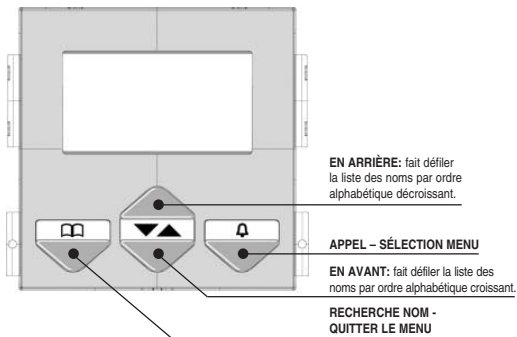 EN ARRIÈRE: fait défiler
la liste des noms par ordre
alphabétique décroissant.
APPEL – SÉLECTION MENU
EN AVANT: fait défiler la liste des
noms par ordre alphabétique croissant.
RECHERCHE NOM -
QUITTER LE MENU